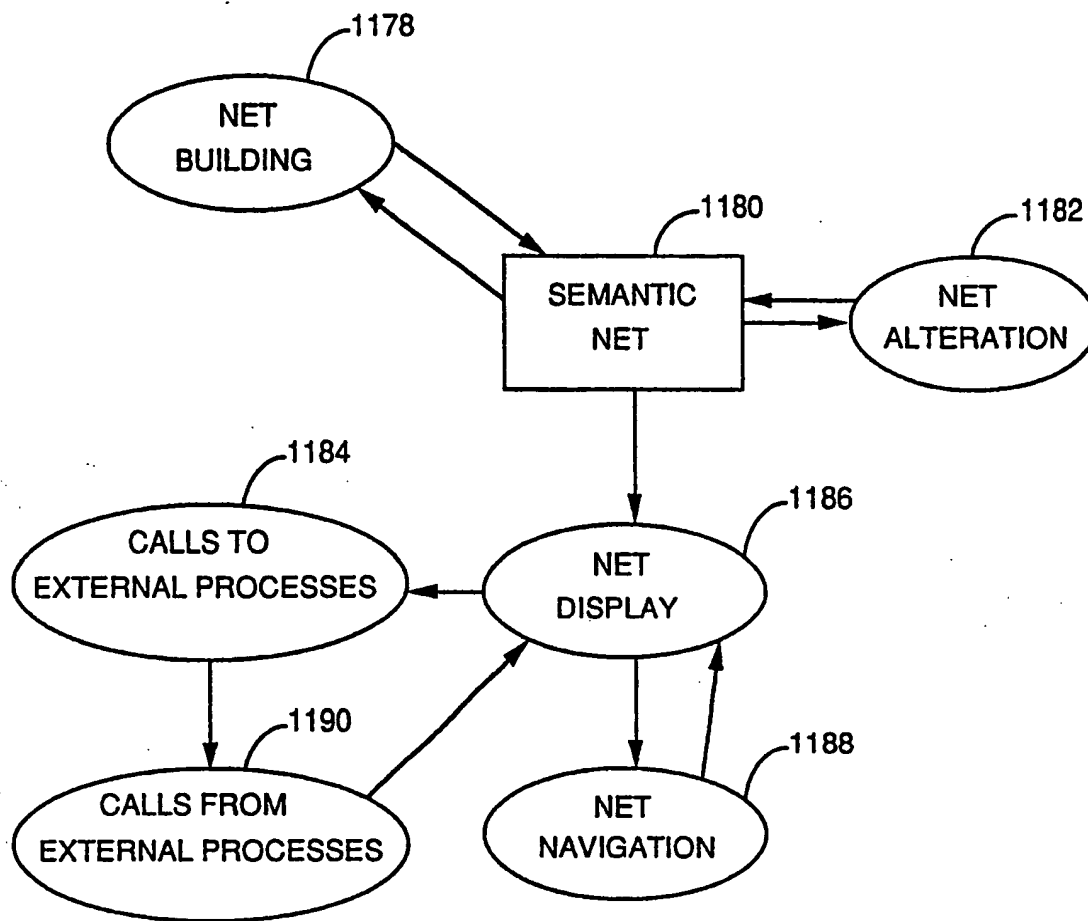 1178
NET
BUILDING
1180
SEMANTIC
NET
1182
NET
ALTERATION
1184
CALLS TO
EXTERNAL PROCESSES
1186
NET
DISPLAY
1190
CALLS FROM
EXTERNAL PROCESSES
1188
NET
NAVIGATION